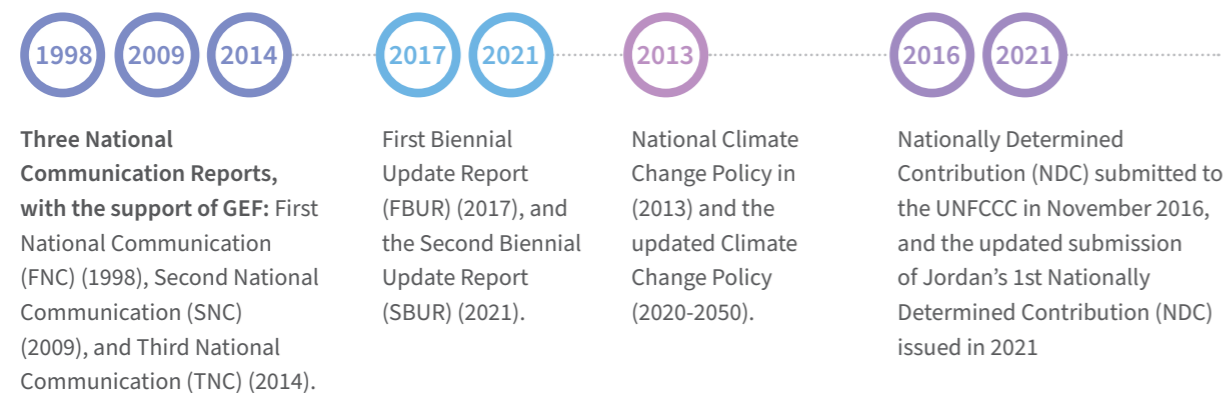 1998 2009 2014
Three National
Communication Reports,
with the support of GEF: First
National Communication
(FNC) (1998), Second National
Communication (SNC)
(2009), and Third National
Communication (TNC) (2014).
2017 2021
First Biennial
Update Report
(FBUR) (2017), and
the Second Biennial
Update Report
(SBUR) (2021).
2013
National Climate
Change Policy in
(2013) and the
updated Climate
Change Policy
(2020-2050).
2016 2021
Nationally Determined
Contribution (NDC) submitted to
the UNFCCC in November 2016,
and the updated submission
of Jordan’s 1st Nationally
Determined Contribution (NDC)
issued in 2021